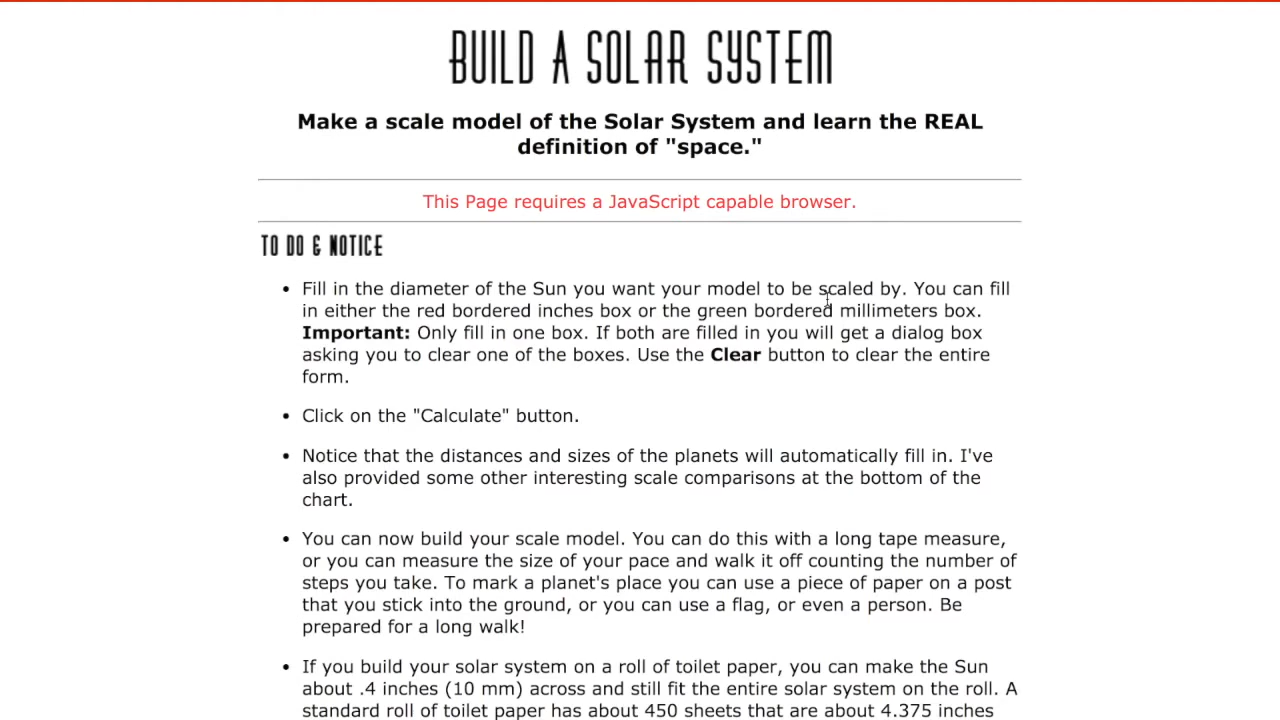 BUILD A SOLAR SYSTEM
Make a scale model of the Solar System and learn the REAL
definition of "space."
This Page requires a JavaScript capable browser.
TO DO & NOTICE
• Fill in the diameter of the Sun you want your model to be scaled by. You can fill
in either the red bordered inches box or the green bordered millimeters box.
Important: Only fill in one box. If both are filled in you will get a dialog box
asking you to clear one of the boxes. Use the Clear button to clear the entire
form.
• Click on the "Calculate" button.
• Notice that the distances and sizes of the planets will automatically fill in. I've
also provided some other interesting scale comparisons at the bottom of the
chart.
• You can now build your scale model. You can do this with a long tape measure,
or you can measure the size of your pace and walk it off counting the number of
steps you take. To mark a planet's place you can use a piece of paper on a post
that you stick into the ground, or you can use a flag, or even a person. Be
prepared for a long walk!
• If you build your solar system on a roll of toilet paper, you can make the Sun
about .4 inches (10 mm) across and still fit the entire solar system on the roll. A
standard roll of toilet paper has about 450 sheets that are about 4.375 inches